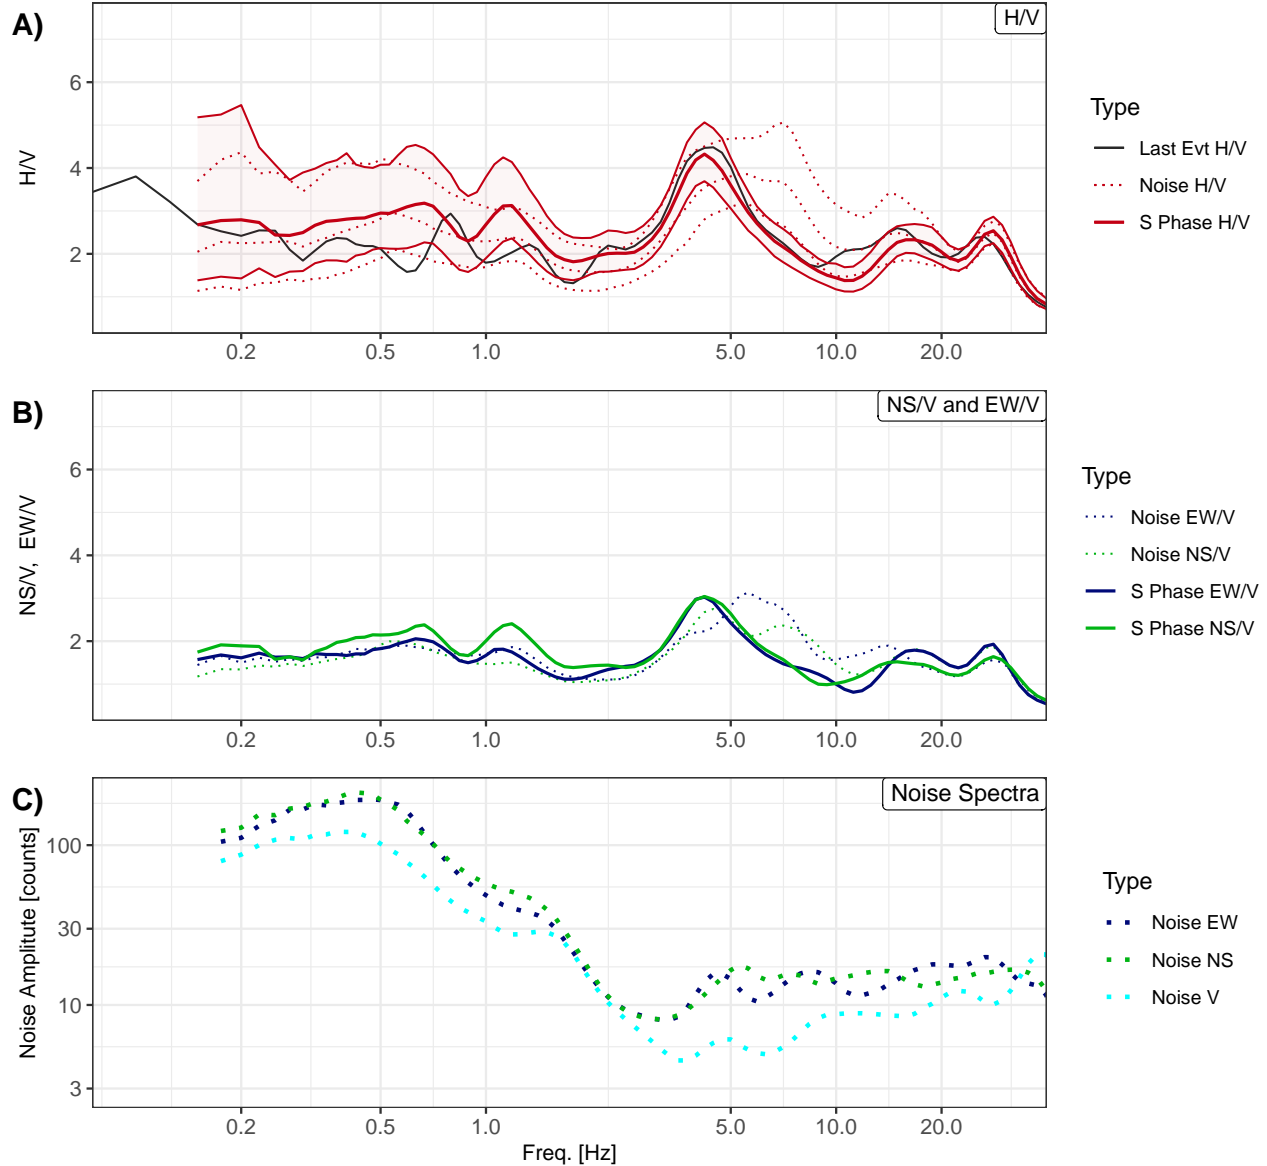 A)
H/V
6
4
2
H/V
0.2 0.5 1.0 5.0 10.0 20.0
Type
Last Evt H/V
Noise H/V
S Phase H/V
B)
NS/V and EW/V
6
4
2
NS/V, EW/V
0.2 0.5 1.0 5.0 10.0 20.0
Type
Noise EW/V
Noise NS/V
S Phase EW/V
S Phase NS/V
C)
Noise Spectra
100
30
10
3
Noise Amplitute [counts]
0.2 0.5 1.0 5.0 10.0 20.0
Freq. [Hz]
Type
Noise EW
Noise NS
Noise V